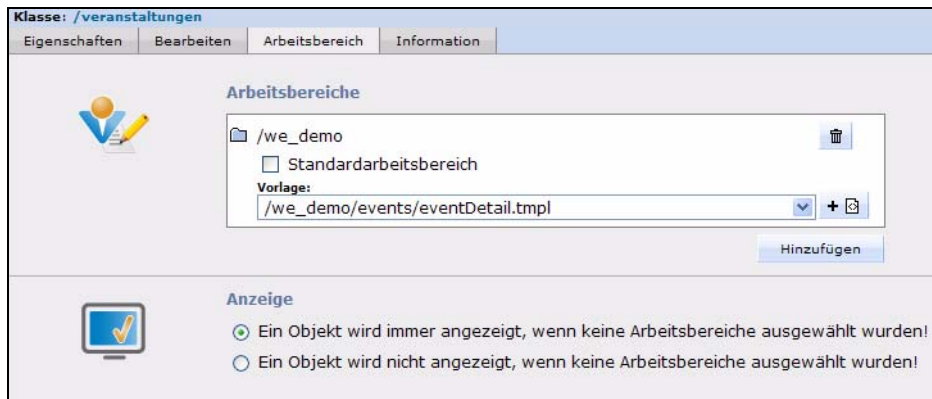 Klasse: /veranstaltungen
Eigenschaften Bearbeiten Arbeitsbereich Information
Arbeitsbereiche
/we_demo
Standardarbeitsbereich
Vorlage:
/we_demo/events/eventDetail.tmpl
Hinzufügen
Anzeige
Ein Objekt wird immer angezeigt, wenn keine Arbeitsbereiche ausgewählt wurden!
Ein Objekt wird nicht angezeigt, wenn keine Arbeitsbereiche ausgewählt wurden!